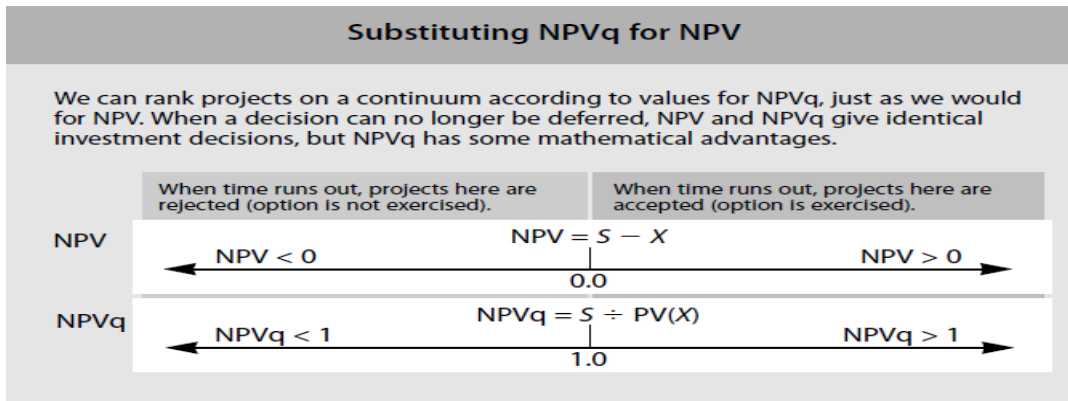 Substituting NPVq for NPV
We can rank projects on a continuum according to values for NPVq, just as we would
for NPV. When a decision can no longer be deferred, NPV and NPVq give identical
investment decisions, but NPVq has some mathematical advantages.
When time runs out, projects here are
rejected (option is not exercised).
When time runs out, projects here are
accepted (option is exercised).
NPV
NPV = S − X
NPV < 0
NPV > 0
0.0
NPVq
NPVq = S ÷ PV(X)
NPVq < 1
NPVq > 1
1.0